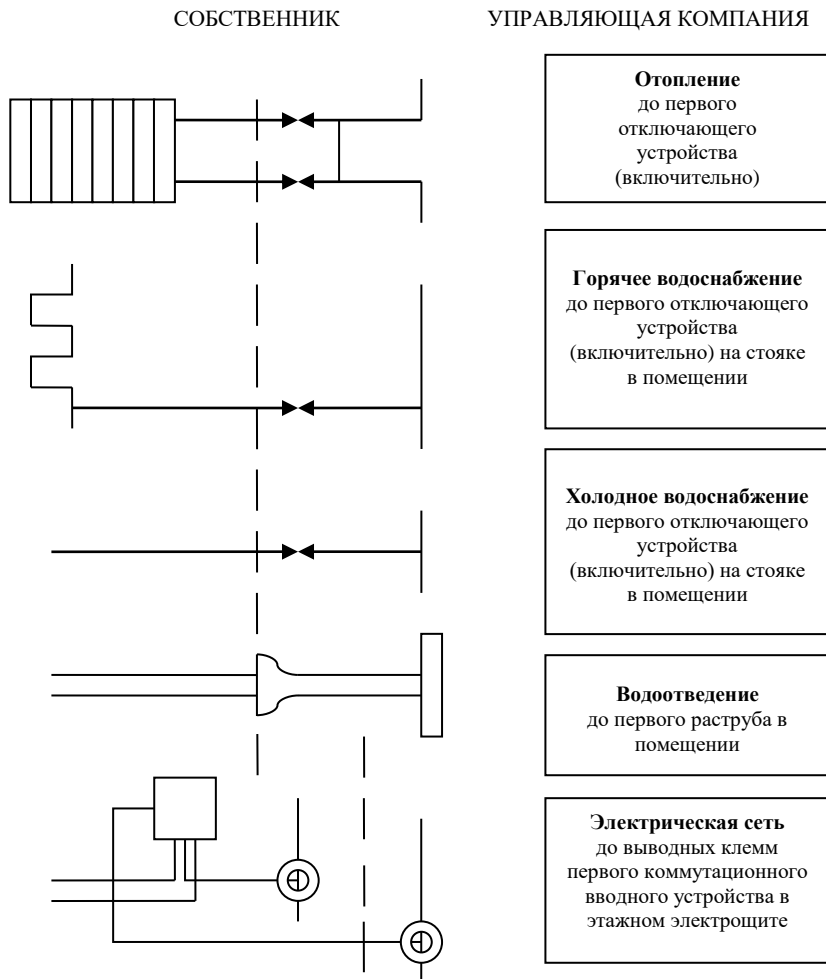 СОБСТВЕННИК
УПРАВЛЯЮЩАЯ КОМПАНИЯ
Отопление
до первого
отключающего
устройства
(включительно)
Горячее водоснабжение
до первого отключающего
устройства
(включительно) на стояке
в помещении
Холодное водоснабжение
до первого отключающего
устройства
(включительно) на стояке
в помещении
Водоотведение
до первого раструба в
помещении
Электрическая сеть
до выводных клемм
первого коммутационного
вводного устройства в
этажном электрощите